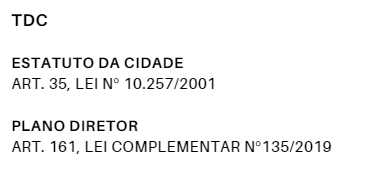 TDC
ESTATUTO DA CIDADE
ART. 35, LEI Nº 10.257/2001
PLANO DIRETOR
ART. 161, LEI COMPLEMENTAR Nº135/2019